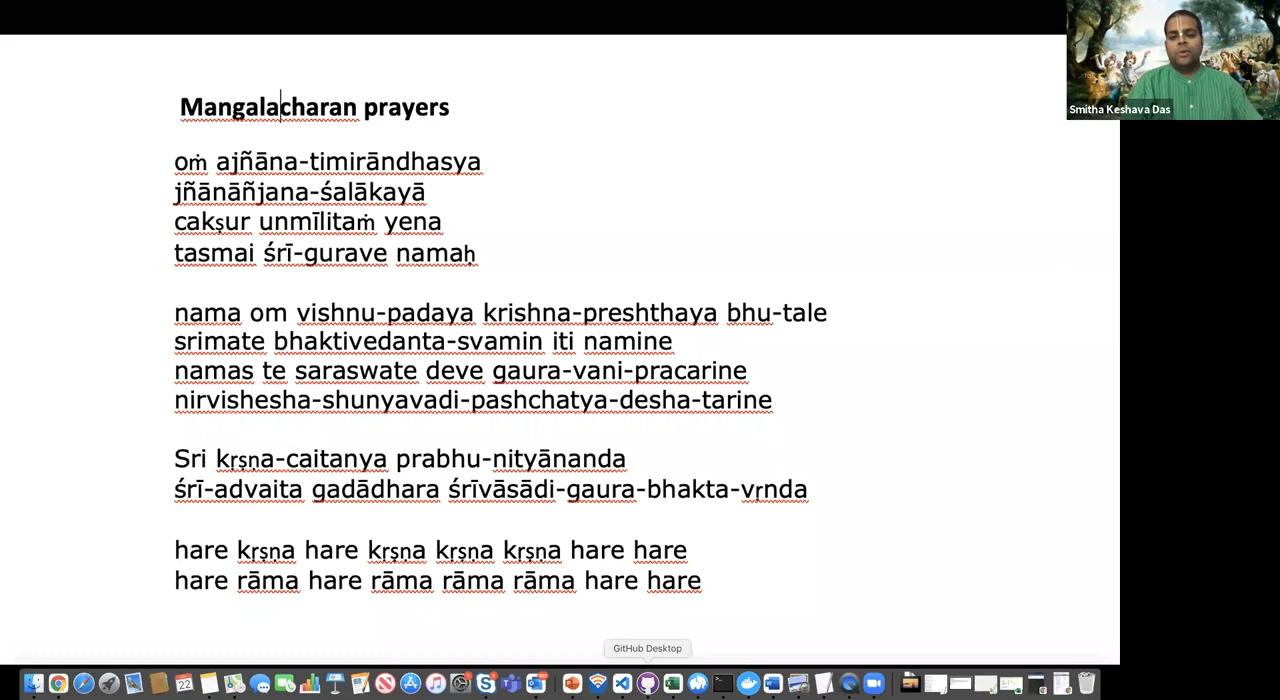 Mangalacharan prayers
Smitha Keshava Das
oṁ ajñāna-timirāndhasya
jñānāñjana-śalākayā
cakṣur unmīlitaṁ yena
tasmai śrī-gurave namaḥ
nama om vishnu-padaya krishna-preshthaya bhu-tale
srimate bhaktivedanta-svamin iti namine
namas te saraswate deve gaura-vani-pracarine
nirvishesha-shunyavadi-pashchatya-desha-tarine
Sri kṛṣṇa-caitanya prabhu-nityānanda
śrī-advaita gadādhara śrīvāsādi-gaura-bhakta-vṛnda
hare kṛṣṇa hare kṛṣṇa kṛṣṇa kṛṣṇa hare hare
hare rāma hare rāma rāma rāma hare hare
GitHub Desktop
22